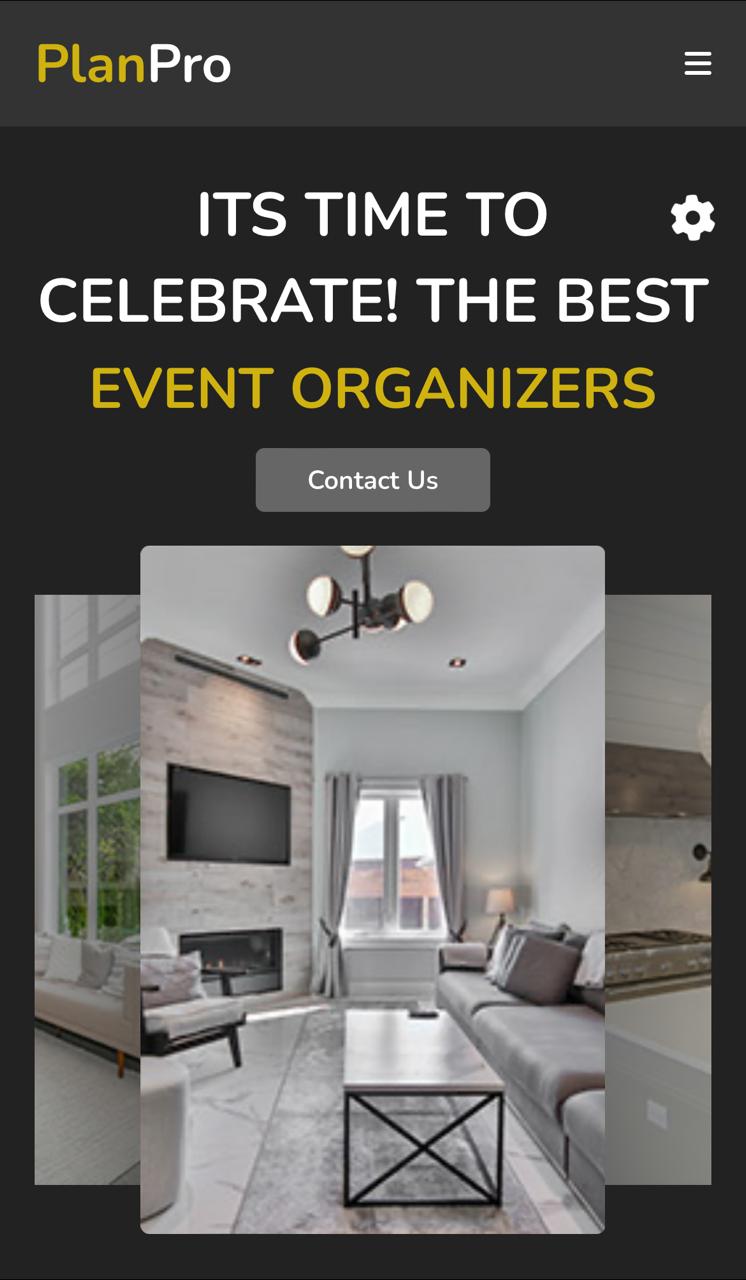 PlanPro
ITS TIME TO
CELEBRATE! THE BEST
EVENT ORGANIZERS
Contact Us